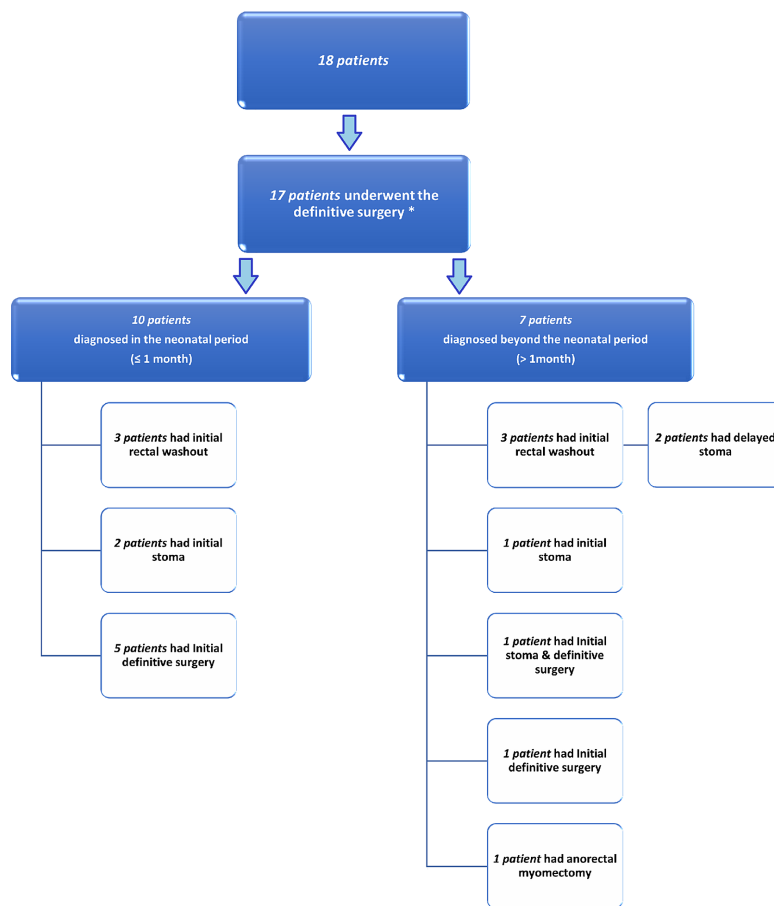 18 patients
17 patients underwent the
definitive surgery *
10 patients
diagnosed in the neonatal period
(≤ 1 month)
3 patients had initial
rectal washout
2 patients had initial
stoma
5 patients had Initial
definitive surgery
7 patients
diagnosed beyond the neonatal period
(> 1month)
3 patients had initial
rectal washout
2 patients had delayed
stoma
1 patient had initial
stoma
1 patient had Initial
stoma & definitive
surgery
1 patient had Initial
definitive surgery
1 patient had anorectal
myomectomy